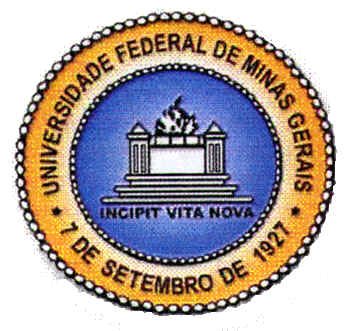 UNIVERSIDADE FEDERAL DE MINAS GERAIS
INCIPIT VITA NOVA
* 7 DE SETEMBRO DE 1927 *